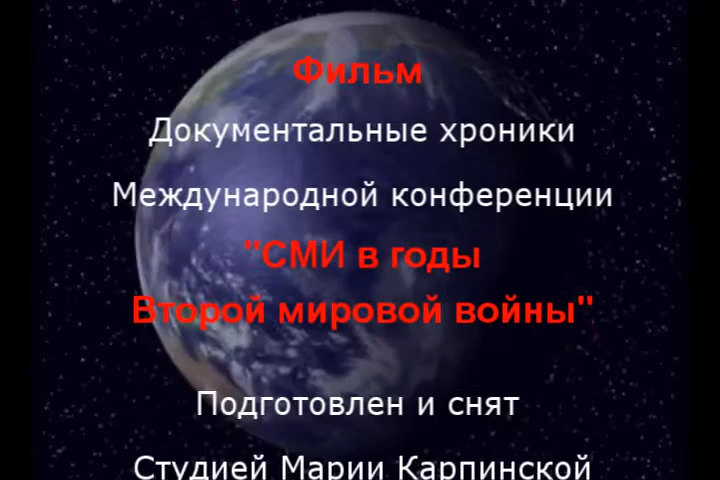 Фильм
Документальные хроники
Международной конференции
"СМИ в годы
Второй мировой войны"
Подготовлен и снят
Студией Марии Карпинской